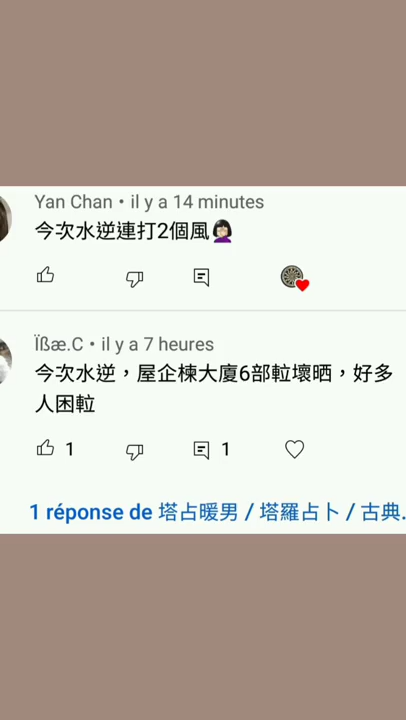 Yan Chan • il y a 14 minutes
今次水逆連打2個風🤦🏻‍♀️
Ïßæ.C • il y a 7 heures
今次水逆，屋企棟大廈6部䢂壞晒，好多
人困䢂
1 1
1 réponse de 塔占暖男 / 塔羅占卜 / 古典.